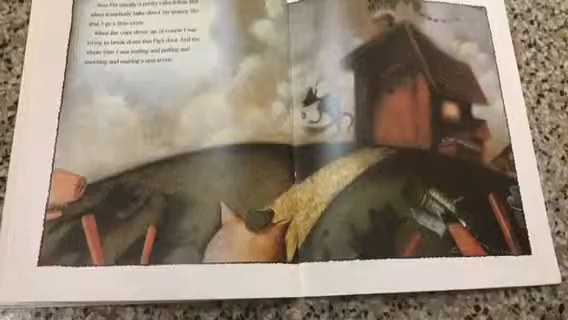 Now I'm usually a pretty calm fellow. But
when somebody talks about my granny like
that, I go a little crazy.
When the cops drove up, of course I was
trying to break down this Pig's door. And the
whole time I was huffing and puffing and
sneezing and making a real scene.